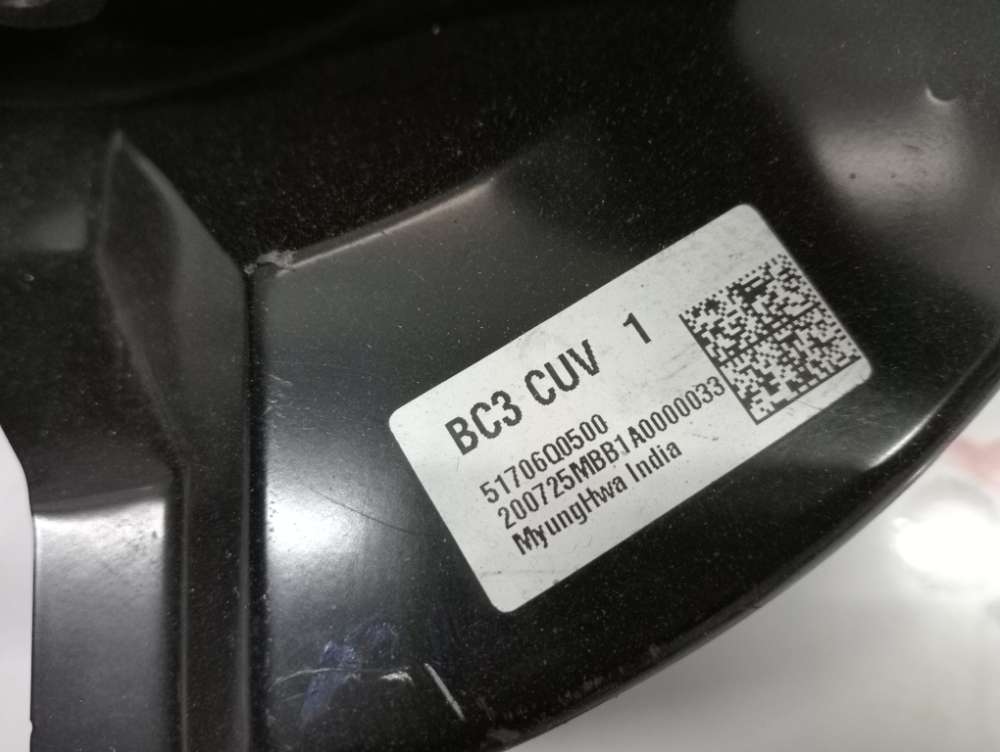 BC3 CUV 1
51706Q0500
200725MBB1A0000033
MyungHwa India